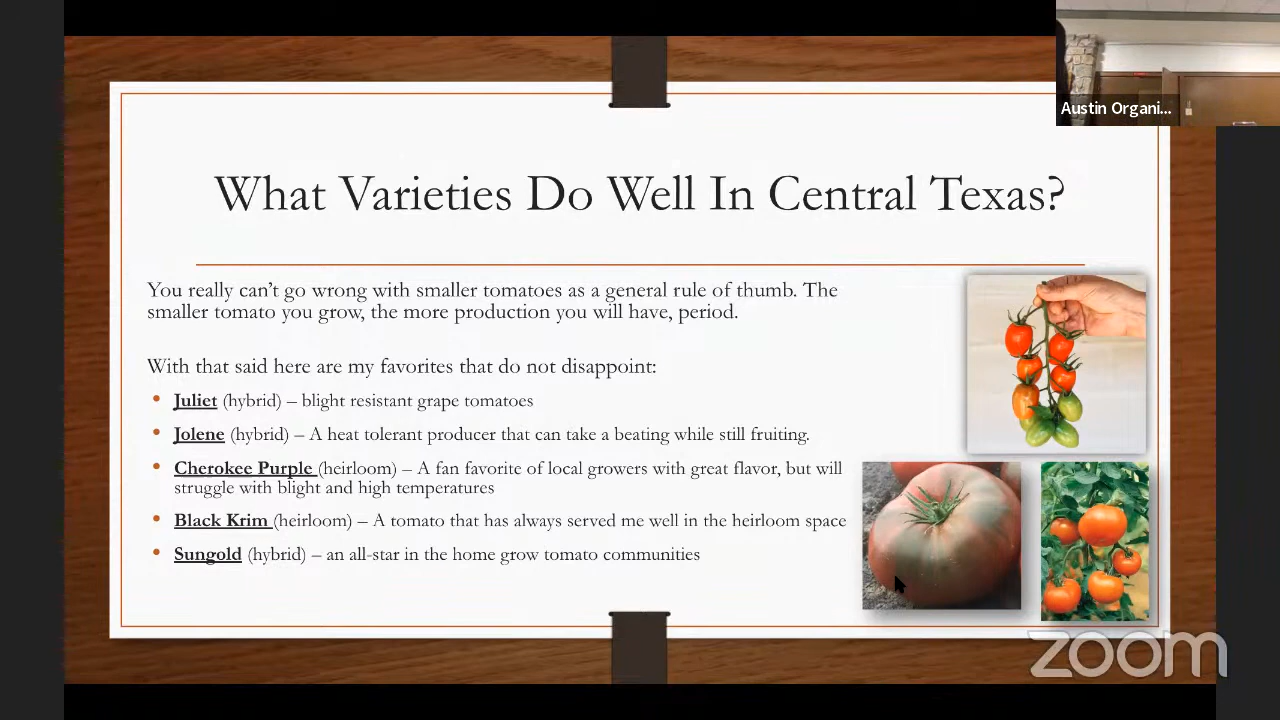 Austin Organi...
What Varieties Do Well In Central Texas?
You really can't go wrong with smaller tomatoes as a general rule of thumb. The
smaller tomato you grow, the more production you will have, period.
With that said here are my favorites that do not disappoint:
• Juliet (hybrid) – blight resistant grape tomatoes
• Jolene (hybrid) – A heat tolerant producer that can take a beating while still fruiting.
• Cherokee Purple (heirloom) – A fan favorite of local growers with great flavor, but will
struggle with blight and high temperatures
• Black Krim (heirloom) – A tomato that has always served me well in the heirloom space
• Sungold (hybrid) – an all-star in the home grow tomato communities
zoom